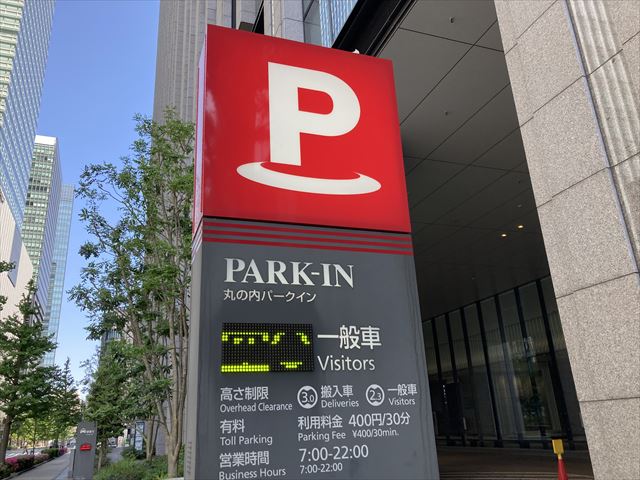 P
PARK-IN
丸の内パークイン
一般車
Visitors
高さ制限 3.0 搬入車 2.3 一般車
Overhead Clearance Deliveries Visitors
有料 利用料金 400円/30分
Toll Parking Parking Fee ¥400/30min.
営業時間 7:00-22:00
Business Hours 7:00-22:00